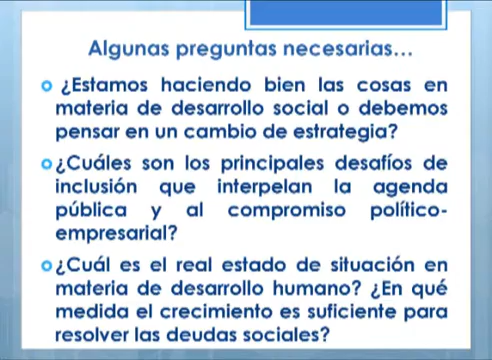 Algunas preguntas necesarias...
¿Estamos haciendo bien las cosas en
materia de desarrollo social o debemos
pensar en un cambio de estrategia?
¿Cuáles son los principales desafíos de
inclusión que interpelan la agenda
pública y al compromiso político-
empresarial?
¿Cuál es el real estado de situación en
materia de desarrollo humano? ¿En qué
medida el crecimiento es suficiente para
resolver las deudas sociales?